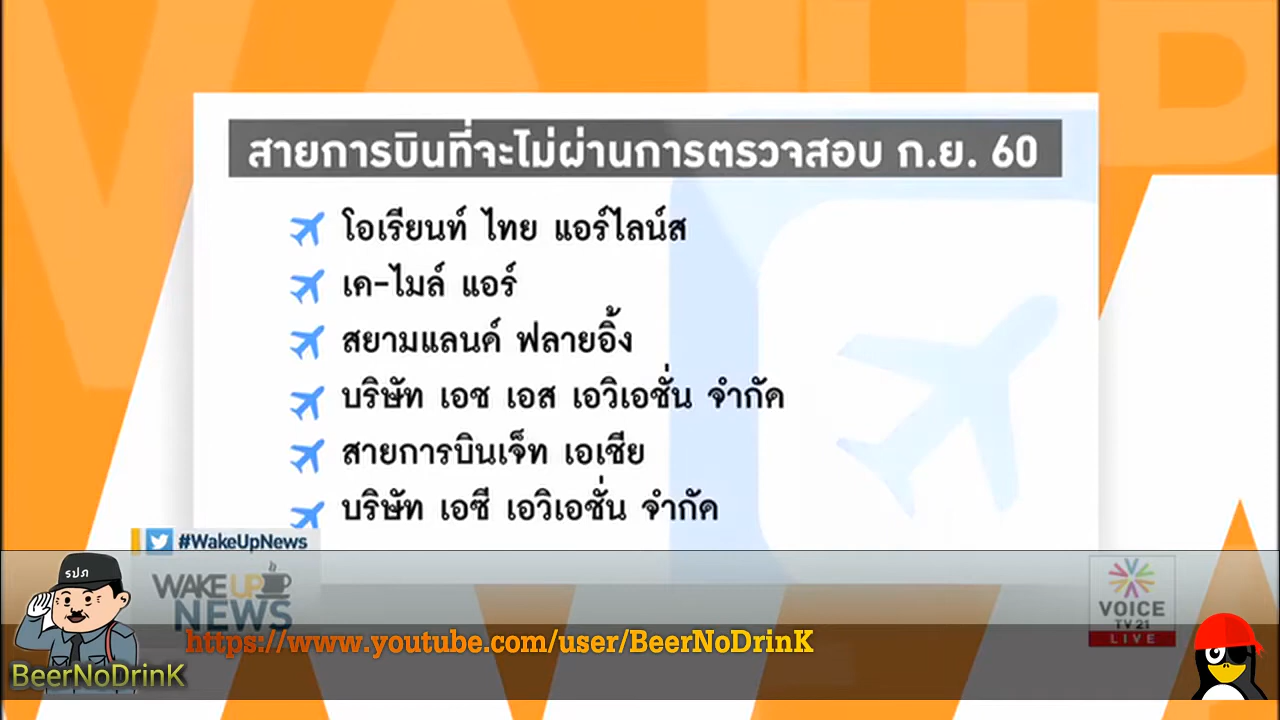 สายการบินที่จะไม่ผ่านการตรวจสอบ ก.ย. 60
โอเรียนท์ ไทย แอร์ไลน์ส
เค-ไมล์ แอร์
สยามแลนด์ ฟลายอิ้ง
บริษัท เอช เอส เอวิเอชั่น จำกัด
สายการบินเจ็ท เอเชีย
บริษัท เอซี เอวิเอชั่น จำกัด
#WakeUpNews
WAKE UP
NEWS
VOICE
TV 21
LIVE
รปภ
https://www.youtube.com/user/BeerNoDrinK
BeerNoDrinK